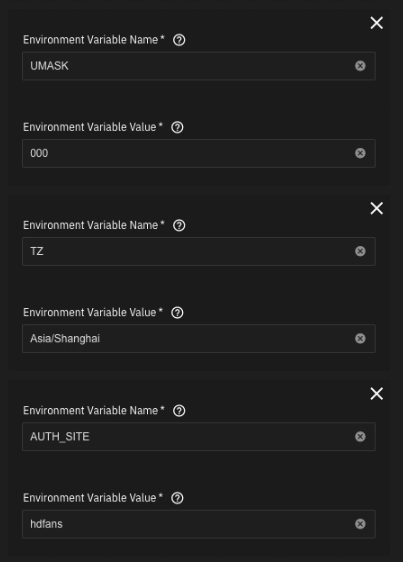 Environment Variable Name *
UMASK
Environment Variable Value *
000
Environment Variable Name *
TZ
Environment Variable Value *
Asia/Shanghai
Environment Variable Name *
AUTH_SITE
Environment Variable Value *
hdfans